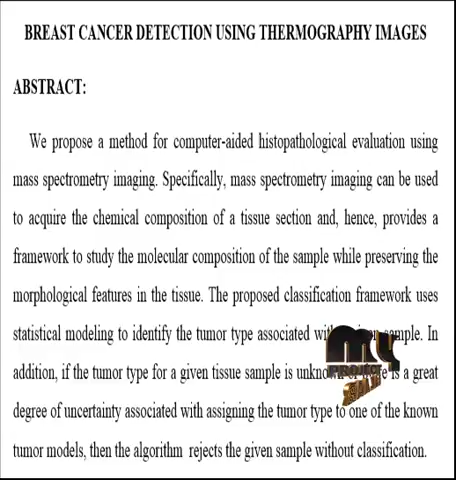 BREAST CANCER DETECTION USING THERMOGRAPHY IMAGES
ABSTRACT:
We propose a method for computer-aided histopathological evaluation using
mass spectrometry imaging. Specifically, mass spectrometry imaging can be used
to acquire the chemical composition of a tissue section and, hence, provides a
framework to study the molecular composition of the sample while preserving the
morphological features in the tissue. The proposed classification framework uses
statistical modeling to identify the tumor type associated sample. In
addition, if the tumor type for a given tissue sample is is a great
degree of uncertainty associated with assigning the tumor type to one of the known
tumor models, then the algorithm rejects the given sample without classification.
MY
PROJECT